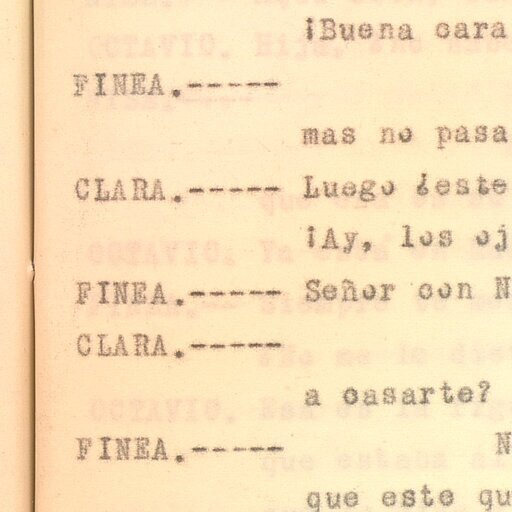 ¡Buena cara
FINEA.-----
mas no pasa
CLARA.----- Luego ¿este
¡Ay, los oj
FINEA.----- Señor con N
CLARA.-----
a casarte?
FINEA.----- N
que este qu